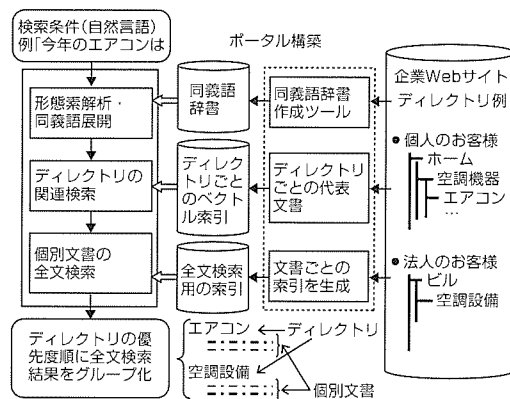 検索条件(自然言語)
例「今年のエアコンは
形態素解析・
同義語展開
ディレクトリの
関連検索
個別文書の
全文検索
ディレクトリの優
先度順に全文検索
結果をグループ化
ポータル構築
同義語
辞書
ディレク
トリごと
のベクト
ル索引
全文検索
用の索引
同義語辞書
作成ツール
ディレクト
リごとの代表
文書
文書ごとの
索引を生成
企業Webサイト
ディレクトリ例
●個人のお客様
ホーム
空調機器
エアコン
…
●法人のお客様
ビル
空調設備
エアコン
ディレクトリ
空調設備
個別文書